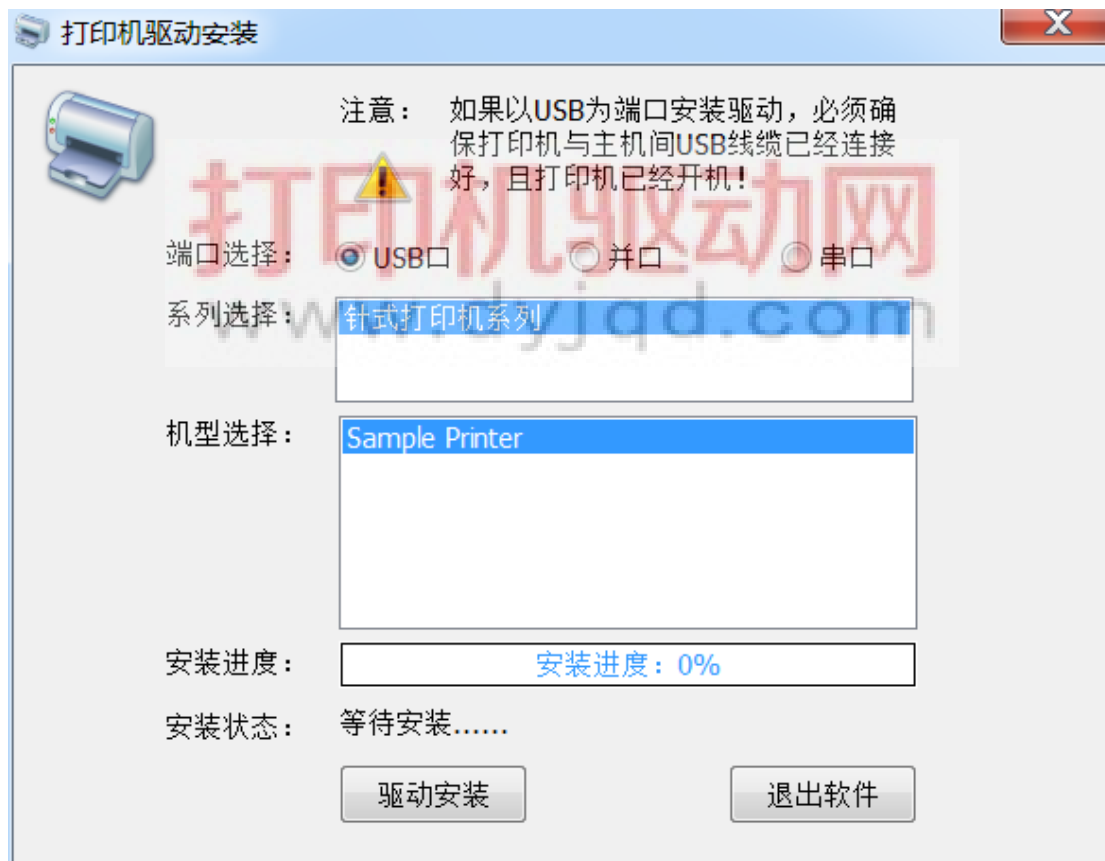 打印机驱动安装
注意： 如果以USB为端口安装驱动，必须确
保打印机与主机间USB线缆已经连接
好，且打印机已经开机！
打印机驱动网
端口选择： USB口 并口 串口
系列选择： 针式打印机系列
www.dyjqd.com
机型选择： Sample Printer
安装进度： 安装进度：0%
安装状态： 等待安装......
驱动安装 退出软件